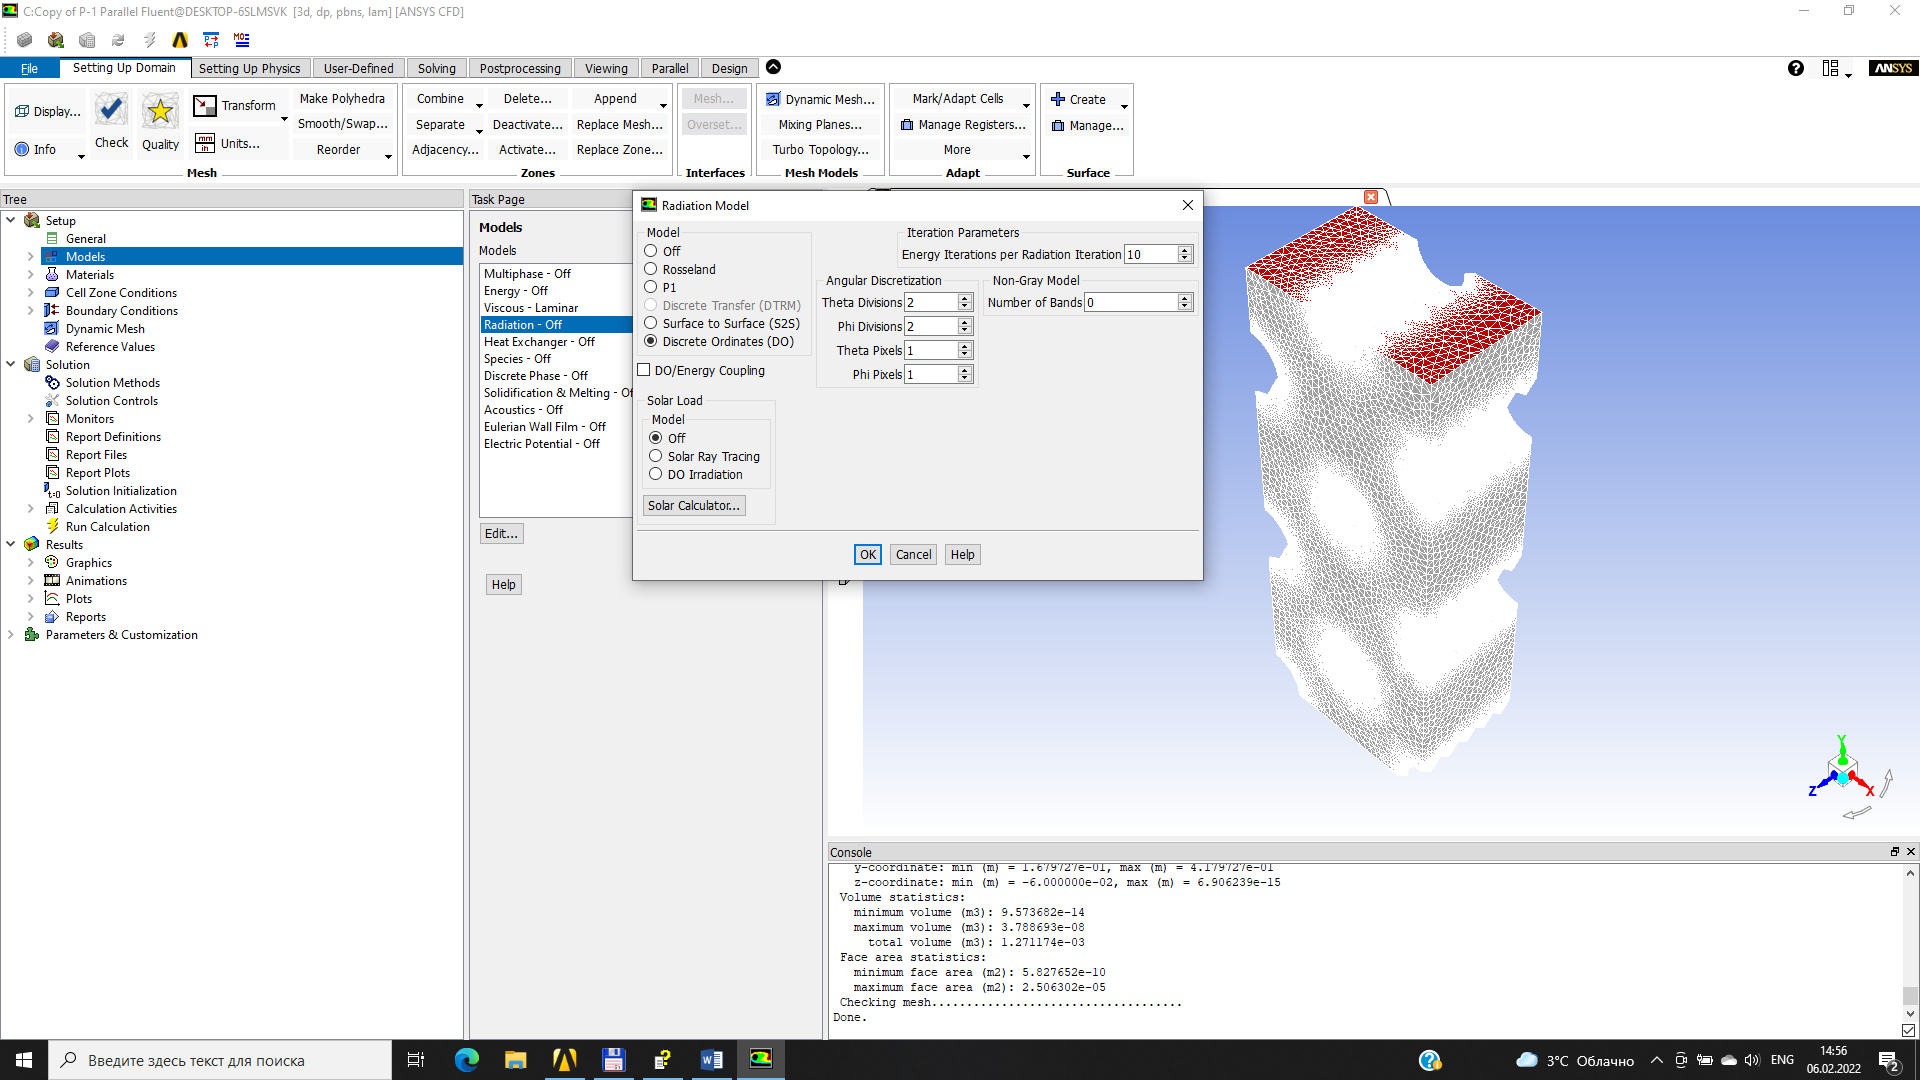 C:Copy of P-1 Parallel Fluent@DESKTOP-6SLMSVK [3d, dp, pbns, lam] [ANSYS CFD]
File
Setting Up Domain
Setting Up Physics
User-Defined
Solving
Postprocessing
Viewing
Parallel
Design
ANSYS
Display...
Info
Check
Quality
Transform
Units...
Make Polyhedra
Smooth/Swap...
Reorder
Mesh
Combine
Separate
Adjacency...
Delete...
Deactivate...
Activate...
Append
Replace Mesh...
Replace Zone...
Zones
Mesh...
Overset...
Interfaces
Dynamic Mesh...
Mixing Planes...
Turbo Topology...
Mesh Models
Mark/Adapt Cells
Manage Registers...
More
Adapt
Create
Manage...
Surface
Tree
Setup
General
Models
Materials
Cell Zone Conditions
Boundary Conditions
Dynamic Mesh
Reference Values
Solution
Solution Methods
Solution Controls
Monitors
Report Definitions
Report Files
Report Plots
Solution Initialization
Calculation Activities
Run Calculation
Results
Graphics
Animations
Plots
Reports
Parameters & Customization
Task Page
Models
Models
Multiphase - Off
Energy - Off
Viscous - Laminar
Radiation - Off
Heat Exchanger - Off
Species - Off
Discrete Phase - Off
Solidification & Melting - Of
Acoustics - Off
Eulerian Wall Film - Off
Electric Potential - Off
Edit...
Help
Radiation Model
Model
Off
Rosseland
P1
Discrete Transfer (DTRM)
Surface to Surface (S2S)
Discrete Ordinates (DO)
DO/Energy Coupling
Solar Load
Model
Off
Solar Ray Tracing
DO Irradiation
Solar Calculator...
Iteration Parameters
Energy Iterations per Radiation Iteration 10
Angular Discretization
Theta Divisions 2
Phi Divisions 2
Theta Pixels 1
Phi Pixels 1
Non-Gray Model
Number of Bands 0
OK
Cancel
Help
Y
Z
X
Console
y-coordinate: min (m) = 1.679727e-01, max (m) = 4.179727e-01
z-coordinate: min (m) = -6.000000e-02, max (m) = 6.906239e-15
Volume statistics:
minimum volume (m3): 9.573682e-14
maximum volume (m3): 3.788693e-08
total volume (m3): 1.271174e-03
Face area statistics:
minimum face area (m2): 5.827652e-10
maximum face area (m2): 2.506302e-05
Checking mesh....................................
Done.
Введите здесь текст для поиска
3°C Облачно
ENG
14:56
06.02.2022
2